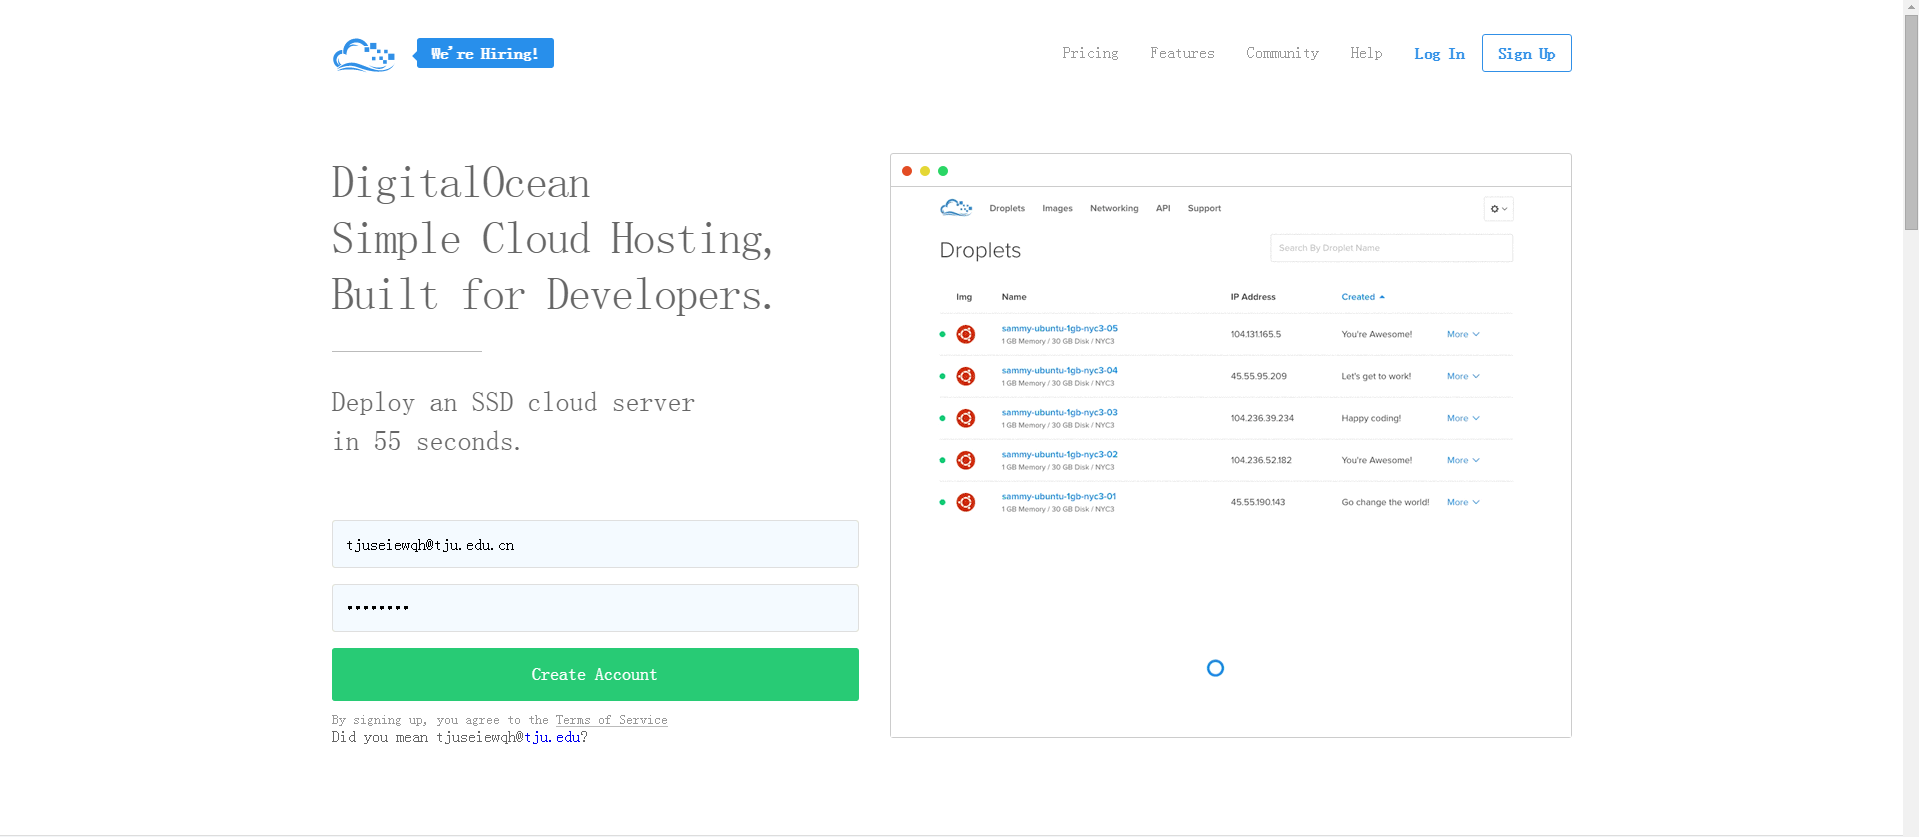 We're Hiring!
Pricing Features Community Help Log In Sign Up
DigitalOcean
Simple Cloud Hosting,
Built for Developers.
Deploy an SSD cloud server
in 55 seconds.
tjuseiewqh@tju.edu.cn
••••••••
Create Account
By signing up, you agree to the Terms of Service
Did you mean tjuseiewqh@tju.edu?
Droplets Images Networking API Support
Droplets
Search By Droplet Name
Img Name IP Address Created
sammy-ubuntu-1gb-nyc3-05
1 GB Memory / 30 GB Disk / NYC3
104.131.165.5 You're Awesome! More
sammy-ubuntu-1gb-nyc3-04
1 GB Memory / 30 GB Disk / NYC3
45.55.95.209 Let's get to work! More
sammy-ubuntu-1gb-nyc3-03
1 GB Memory / 30 GB Disk / NYC3
104.236.39.234 Happy coding! More
sammy-ubuntu-1gb-nyc3-02
1 GB Memory / 30 GB Disk / NYC3
104.236.52.182 You're Awesome! More
sammy-ubuntu-1gb-nyc3-01
1 GB Memory / 30 GB Disk / NYC3
45.55.190.143 Go change the world! More